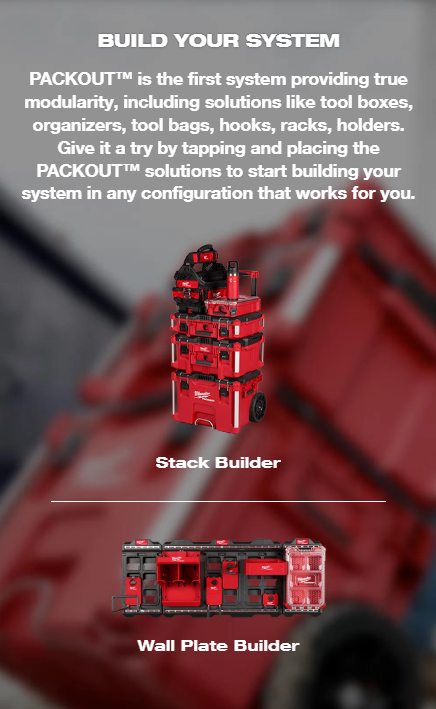 BUILD YOUR SYSTEM
PACKOUT™ is the first system providing true
modularity, including solutions like tool boxes,
organizers, tool bags, hooks, racks, holders.
Give it a try by tapping and placing the
PACKOUT™ solutions to start building your
system in any configuration that works for you.
Milwaukee
Stack Builder
Wall Plate Builder